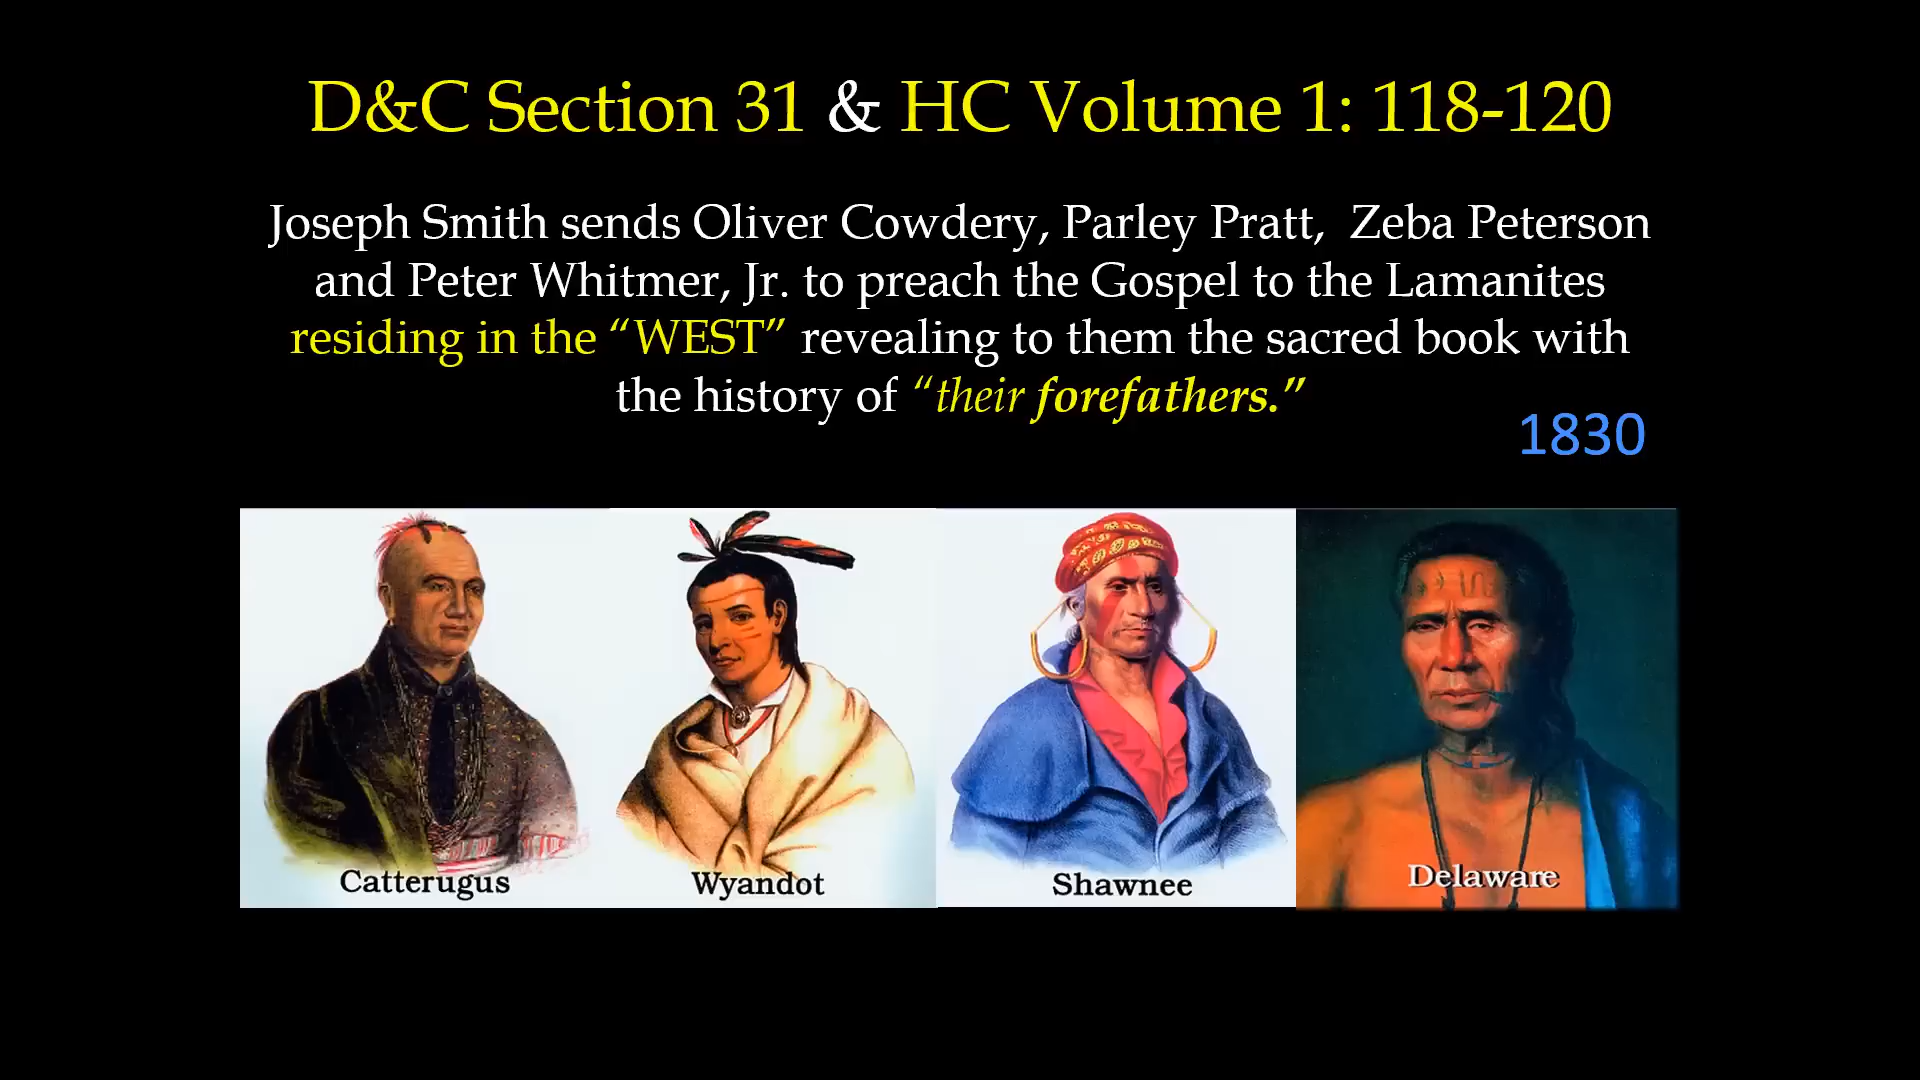 D&C Section 31 & HC Volume 1: 118-120
Joseph Smith sends Oliver Cowdery, Parley Pratt, Zeba Peterson
and Peter Whitmer, Jr. to preach the Gospel to the Lamanites
residing in the “WEST” revealing to them the sacred book with
the history of “their forefathers.”
1830
Catterugus
Wyandot
Shawnee
Delaware